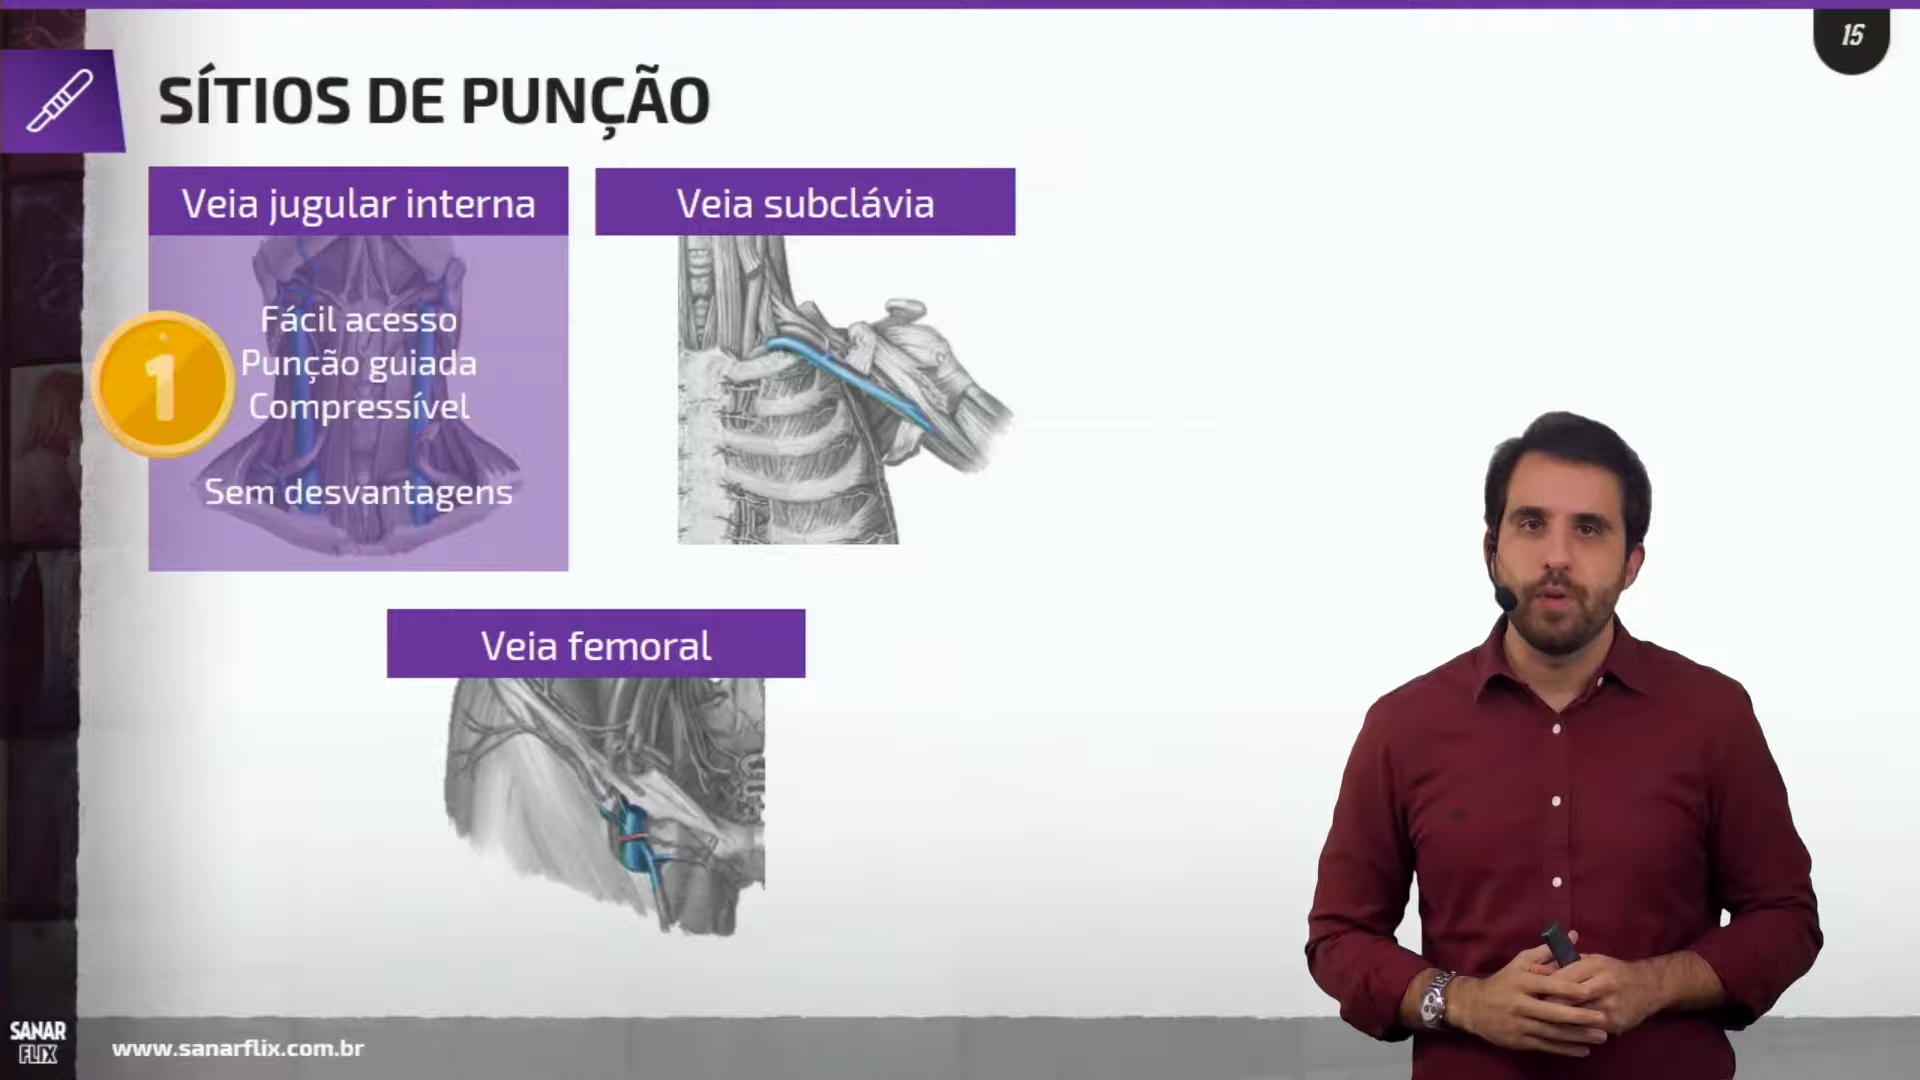 15
SÍTIOS DE PUNÇÃO
Veia jugular interna
Veia subclávia
1
Fácil acesso
Punção guiada
Compressível
Sem desvantagens
Veia femoral
SANAR
FLIX
www.sanarflix.com.br